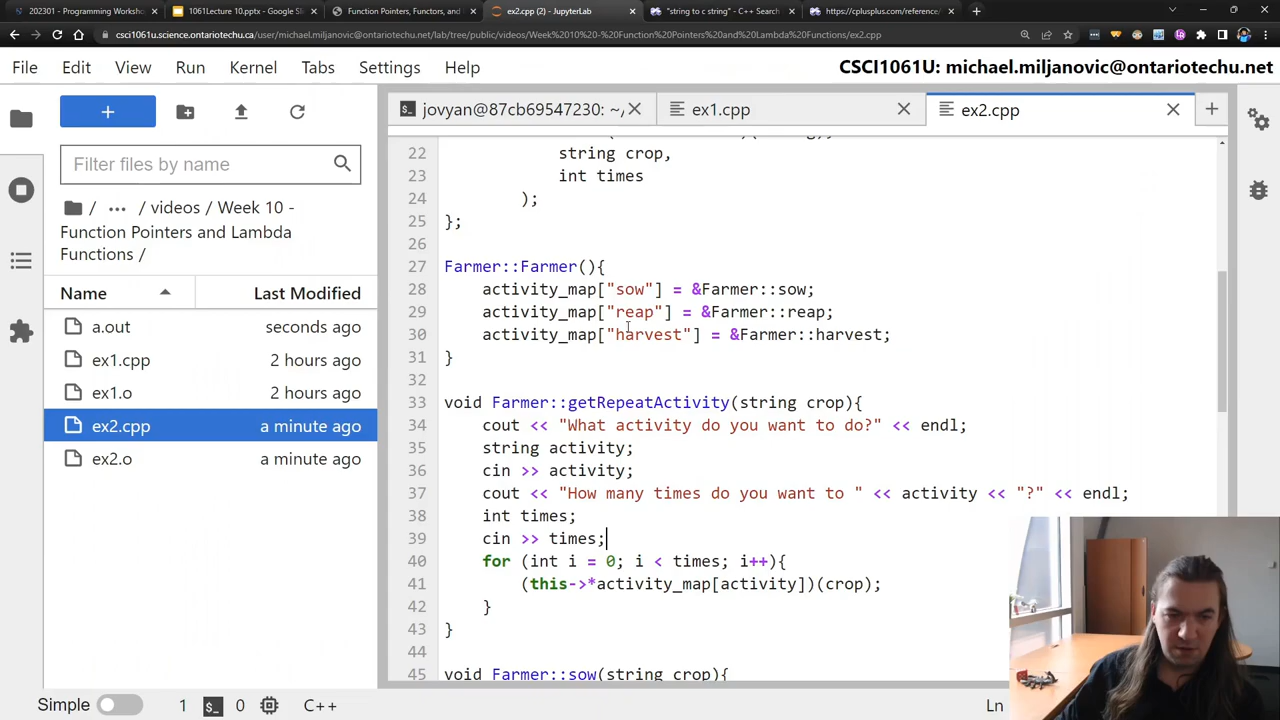 202301 - Programming Worksh
1061Lecture 10.pptx - Google Sli
Function Pointers, Functors, and
ex2.cpp (2) - JupyterLab
"string to c string" - C++ Search
https://cplusplus.com/reference/
csci1061u.science.ontariotechu.ca/user/michael.miljanovic@ontariotechu.net/lab/tree/public/videos/Week%2010%20-%20Function%20Pointers%20and%20Lambda%20Functions/ex2.cpp
File Edit View Run Kernel Tabs Settings Help
CSCI1061U: michael.miljanovic@ontariotechu.net
jovyan@87cb69547230: ~/
ex1.cpp
ex2.cpp
Filter files by name
/ ... / videos / Week 10 -
Function Pointers and Lambda
Functions /
Name Last Modified
a.out seconds ago
ex1.cpp 2 hours ago
ex1.o 2 hours ago
ex2.cpp a minute ago
ex2.o a minute ago
22 string crop,
23 int times
24 );
25 };
26
27 Farmer::Farmer(){
28 activity_map["sow"] = &Farmer::sow;
29 activity_map["reap"] = &Farmer::reap;
30 activity_map["harvest"] = &Farmer::harvest;
31 }
32
33 void Farmer::getRepeatActivity(string crop){
34 cout << "What activity do you want to do?" << endl;
35 string activity;
36 cin >> activity;
37 cout << "How many times do you want to " << activity << "?" << endl;
38 int times;
39 cin >> times;
40 for (int i = 0; i < times; i++){
41 (this->*activity_map[activity])(crop);
42 }
43 }
44
45 void Farmer::sow(string crop){
Simple 1 0 C++ Ln